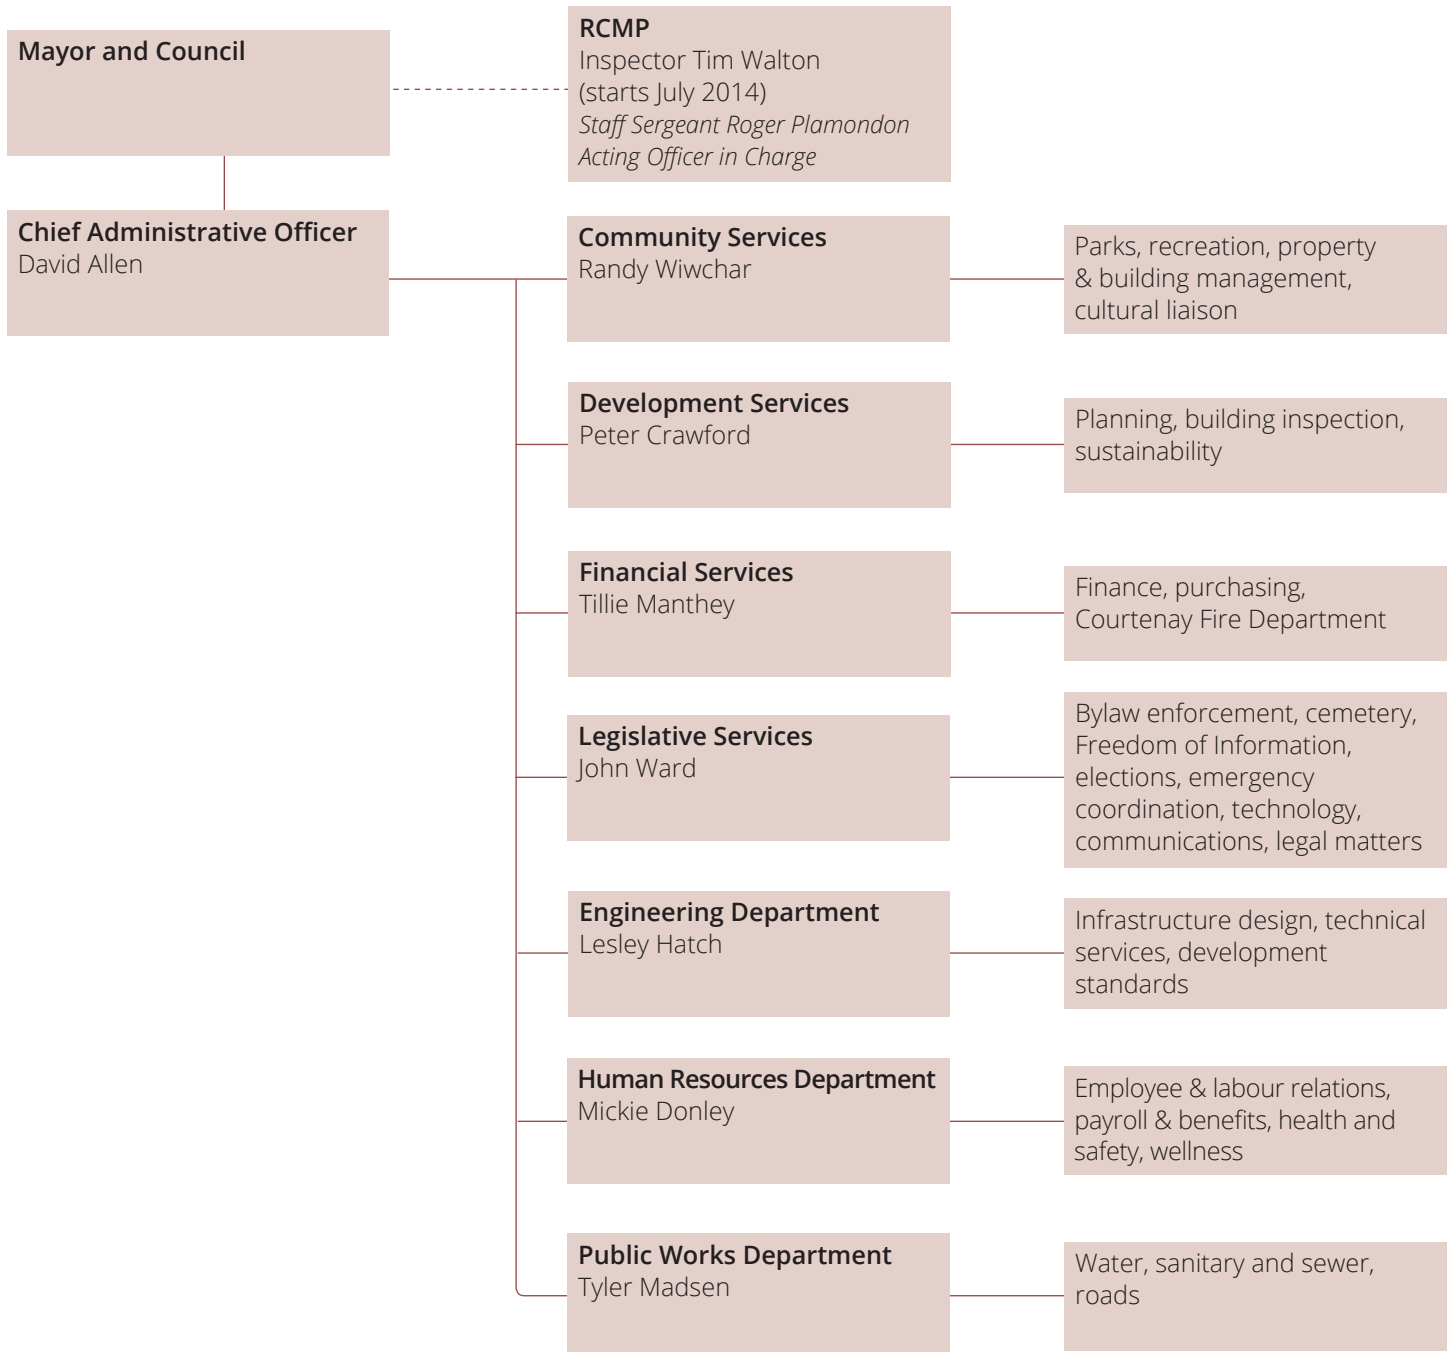 Mayor and Council
RCMP
Inspector Tim Walton
(starts July 2014)
Staff Sergeant Roger Plamondon
Acting Officer in Charge
Chief Administrative Officer
David Allen
Community Services
Randy Wiwchar
Parks, recreation, property
& building management,
cultural liaison
Development Services
Peter Crawford
Planning, building inspection,
sustainability
Financial Services
Tillie Manthey
Finance, purchasing,
Courtenay Fire Department
Legislative Services
John Ward
Bylaw enforcement, cemetery,
Freedom of Information,
elections, emergency
coordination, technology,
communications, legal matters
Engineering Department
Lesley Hatch
Infrastructure design, technical
services, development
standards
Human Resources Department
Mickie Donley
Employee & labour relations,
payroll & benefits, health and
safety, wellness
Public Works Department
Tyler Madsen
Water, sanitary and sewer,
roads